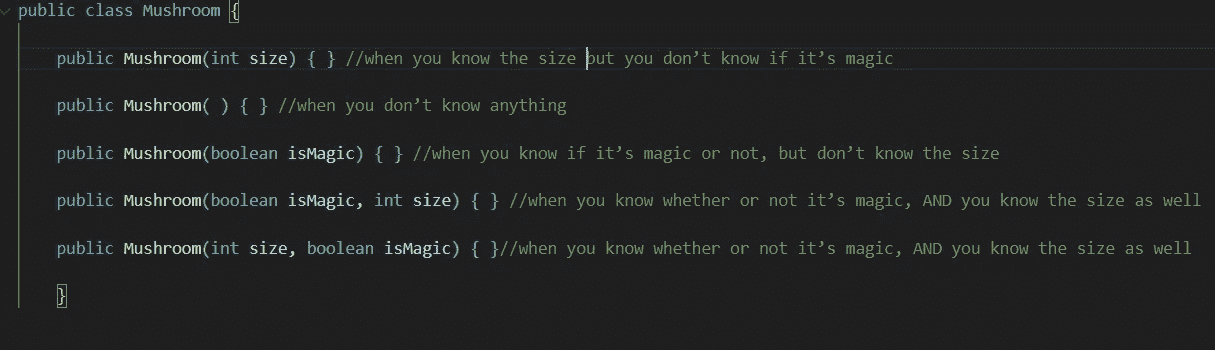 public class Mushroom {
public Mushroom(int size) { } //when you know the size but you don’t know if it’s magic
public Mushroom( ) { } //when you don’t know anything
public Mushroom(boolean isMagic) { } //when you know if it’s magic or not, but don’t know the size
public Mushroom(boolean isMagic, int size) { } //when you know whether or not it’s magic, AND you know the size as well
public Mushroom(int size, boolean isMagic) { }//when you know whether or not it’s magic, AND you know the size as well
}